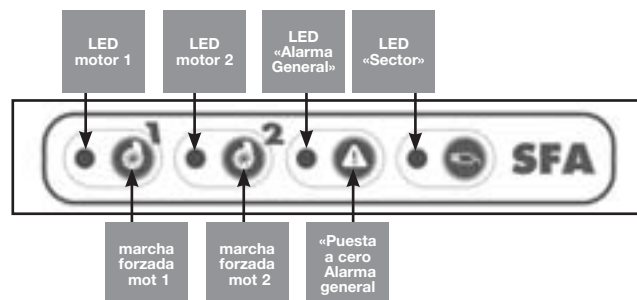 LED
motor 1
LED
motor 2
LED
«Alarma
General»
LED
«Sector»
1
2
SFA
marcha
forzada
mot 1
marcha
forzada
mot 2
«Puesta
a cero
Alarma
general